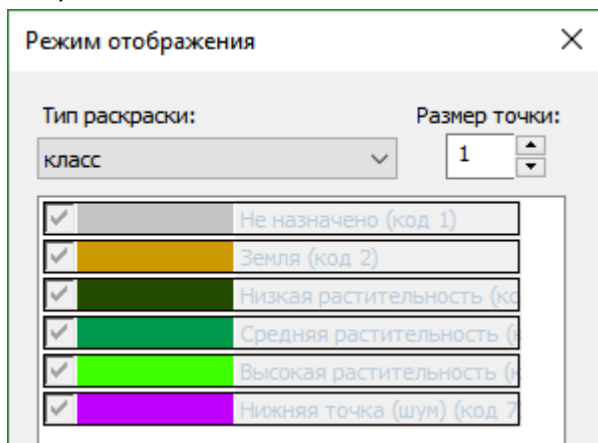 Режим отображения
Тип раскраски:
Размер точки:
класс
1
Не назначено (код 1)
Земля (код 2)
Низкая растительность (ко
Средняя растительность (к
Высокая растительность (к
Нижняя точка (шум) (код 7